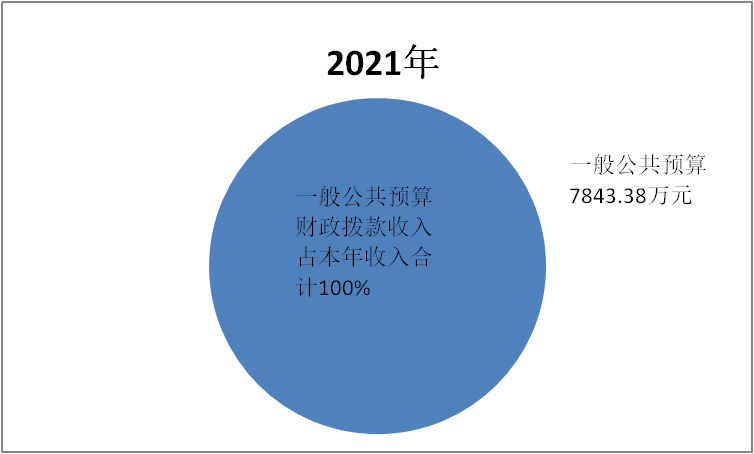 2021年
一般公共预算
7843.38万元
一般公共预算
财政拨款收入
占本年收入合
计100%